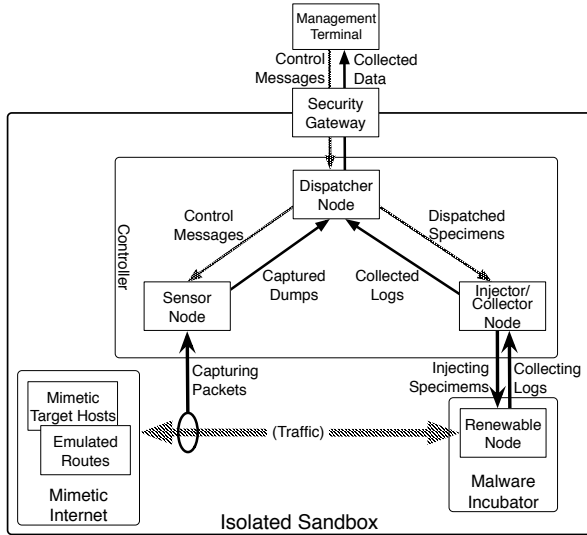 Management
Terminal
Control
Messages
Collected
Data
Security
Gateway
Dispatcher
Node
Control
Messages
Dispatched
Specimens
Controller
Captured
Dumps
Collected
Logs
Sensor
Node
Injector/
Collector
Node
Capturing
Packets
Injecting
Specimems
Collecting
Logs
Mimetic
Target Hosts
Emulated
Routes
(Traffic)
Renewable
Node
Mimetic
Internet
Malware
Incubator
Isolated Sandbox